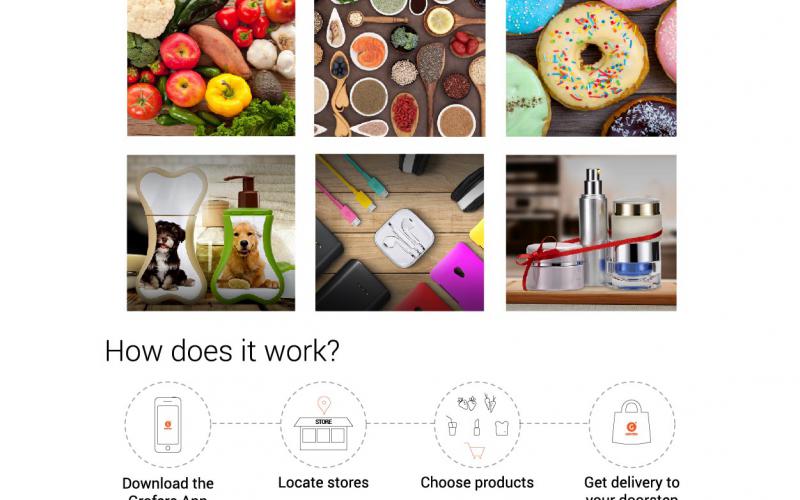 How does it work?
STORE
Download the
Grofers App
Locate stores
Choose products
Get delivery to
your doorstep